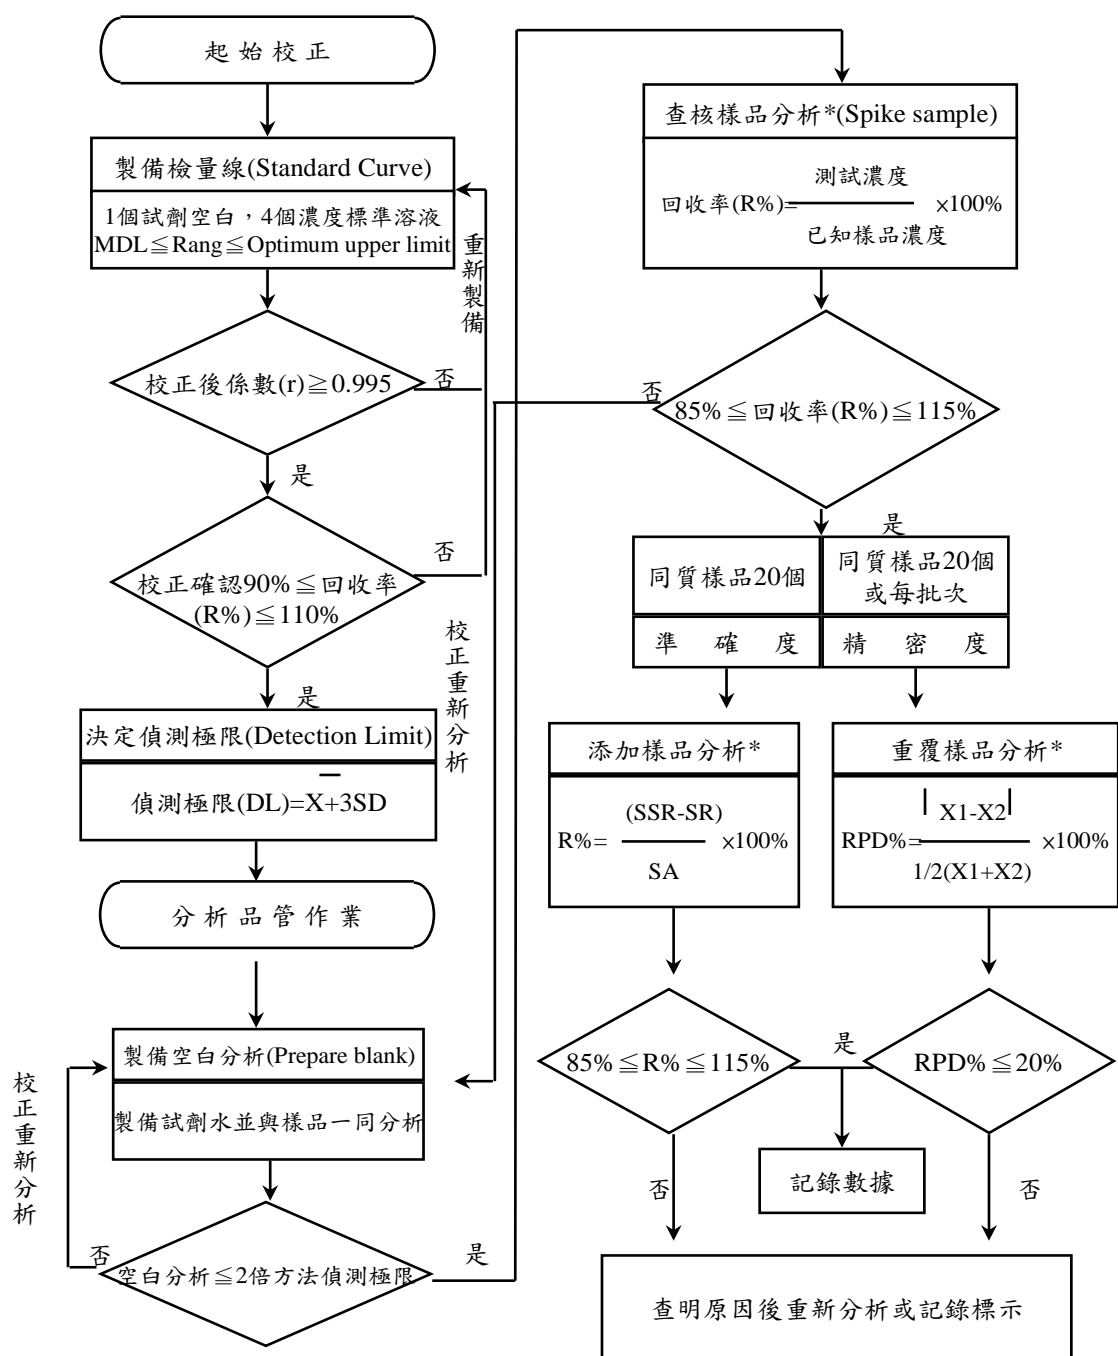 起始校正
製備檢量線(Standard Curve)
1個試劑空白，4個濃度標準溶液
MDL≦Rang≦Optimum upper limit
重新製備
校正後係數(r)≧0.995
否
是
校正確認90%≦回收率
(R%)≦110%
否
是
校正重新分析
決定偵測極限(Detection Limit)
偵測極限(DL)=X̅+3SD
分析品管作業
製備空白分析(Prepare blank)
製備試劑水並與樣品一同分析
校正重新分析
否
空白分析≦2倍方法偵測極限
是
查核樣品分析*(Spike sample)
測試濃度
回收率(R%)= ×100%
已知樣品濃度
否
85%≦回收率(R%)≦115%
是
同質樣品20個
同質樣品20個
或每批次
準確度
精密度
添加樣品分析*
(SSR-SR)
R%= ×100%
SA
重覆樣品分析*
|X1-X2|
RPD%= ×100%
1/2(X1+X2)
85%≦R%≦115%
是
RPD%≦20%
否
記錄數據
否
查明原因後重新分析或記錄標示